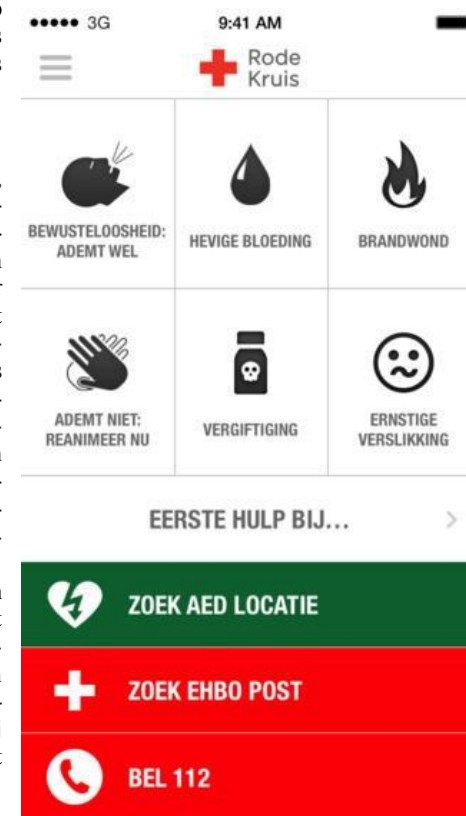 3G 9:41 AM
Rode
Kruis
BEWUSTELOOSHEID:
ADEMT WEL
HEVIGE BLOEDING
BRANDWOND
ADEMT NIET:
REANIMEER NU
VERGIFTIGING
ERNSTIGE
VERSLIKKING
EERSTE HULP BIJ...
ZOEK AED LOCATIE
ZOEK EHBO POST
BEL 112